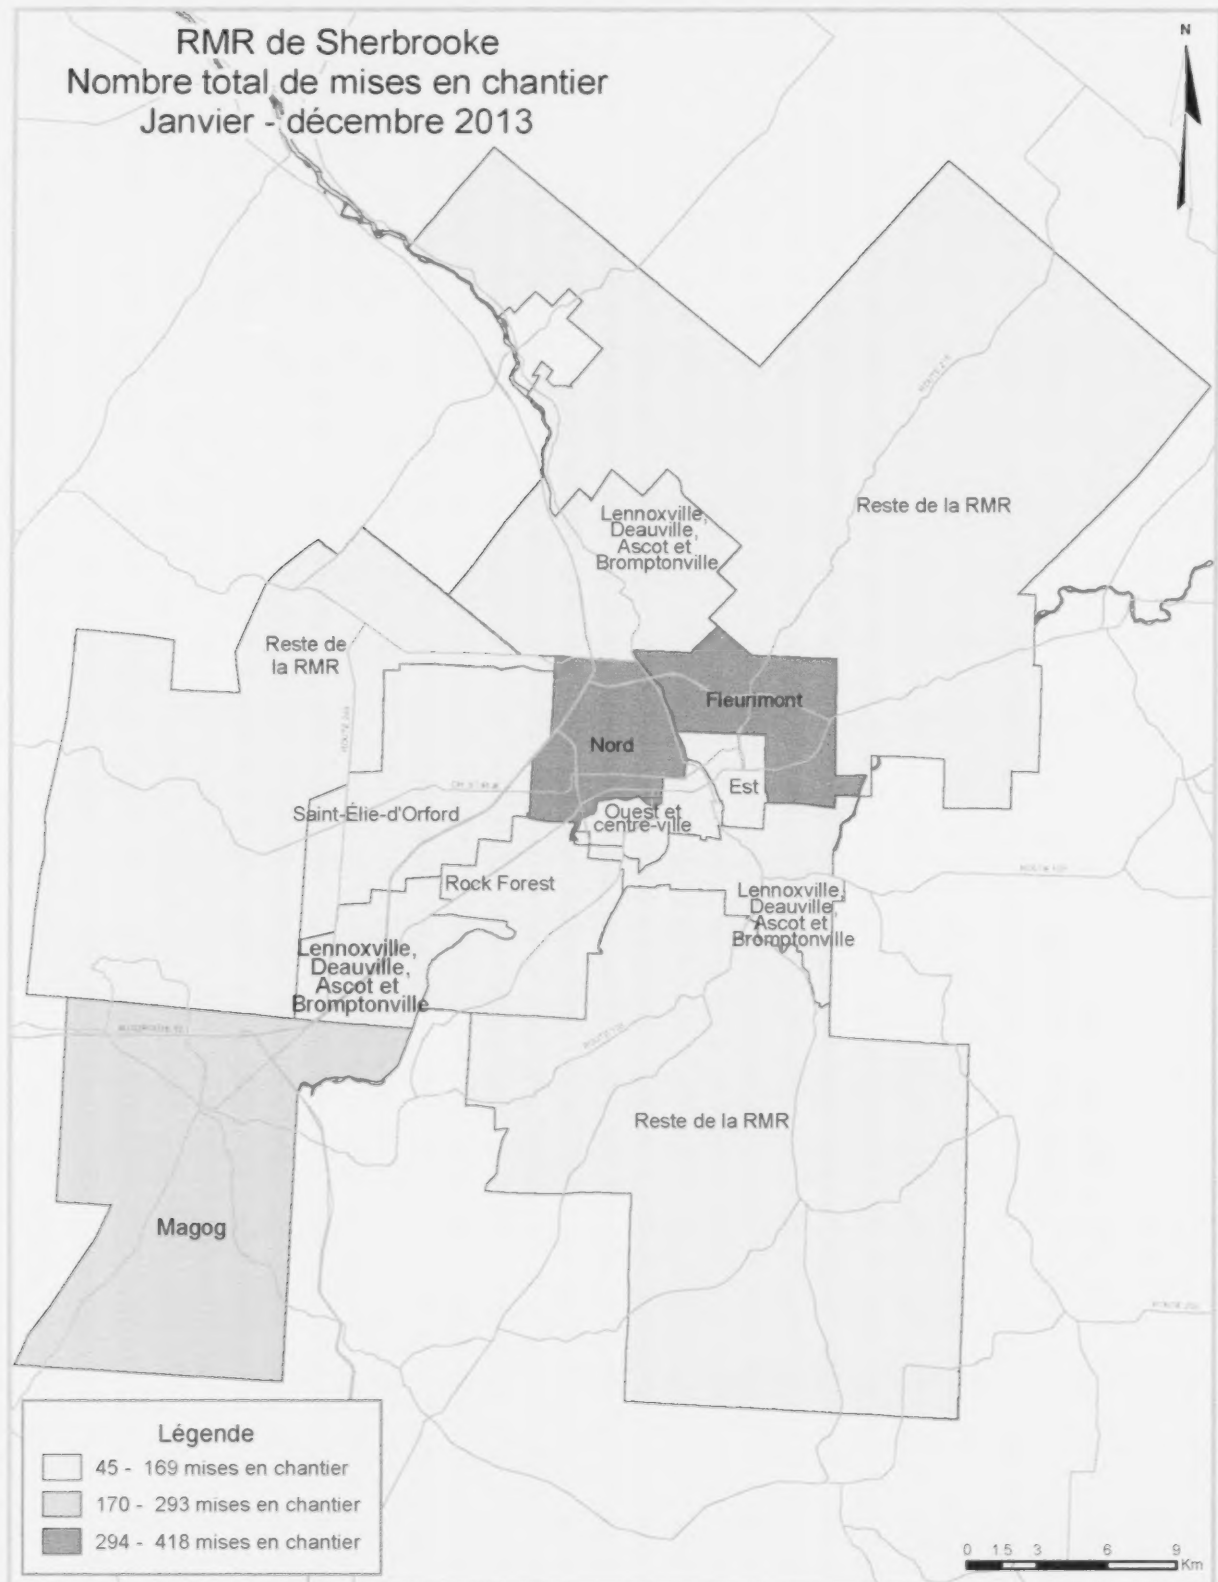 RMR de Sherbrooke
Nombre total de mises en chantier
Janvier - décembre 2013
N
Lennoxville,
Deauville,
Ascot et
Bromptonville
Reste de la RMR
Reste de
la RMR
Fleurimont
Nord
Est
Saint-Élie-d'Orford
Ouest et
centre-ville
Rock Forest
Lennoxville,
Deauville,
Ascot et
Bromptonville
Lennoxville,
Deauville,
Ascot et
Bromptonville
Reste de la RMR
Magog
Légende
45 - 169 mises en chantier
170 - 293 mises en chantier
294 - 418 mises en chantier
0 1.5 3 6 9
Km